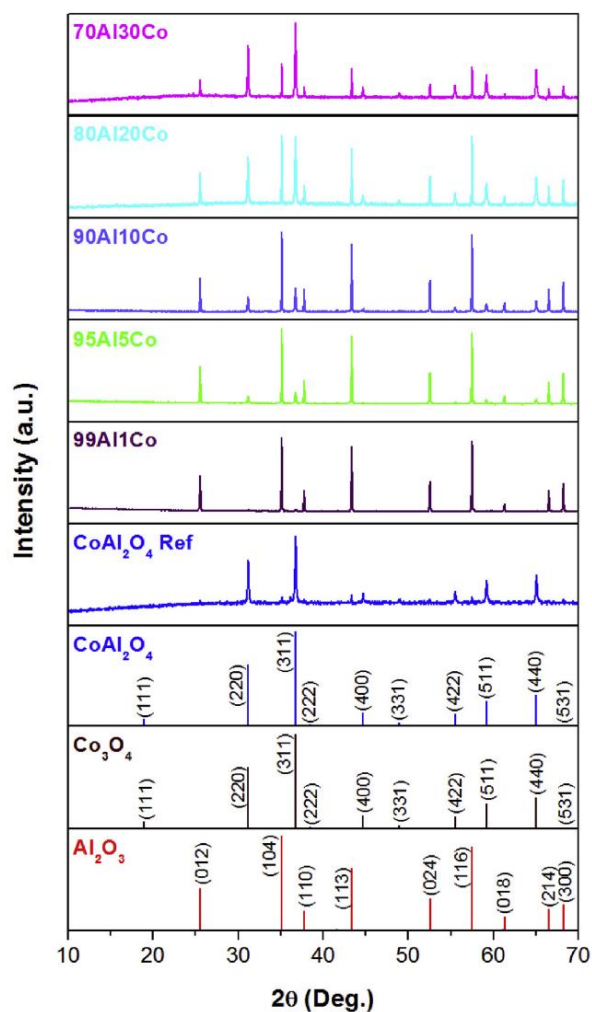 70Al30Co
80Al20Co
90Al10Co
95Al5Co
99Al1Co
CoAl₂O₄ Ref
CoAl₂O₄
(111)
(220)
(311)
(222)
(400)
(331)
(422)
(511)
(440)
(531)
Co₃O₄
(111)
(220)
(311)
(222)
(400)
(331)
(422)
(511)
(440)
(531)
Al₂O₃
(012)
(104)
(110)
(113)
(024)
(116)
(018)
(214)
(300)
Intensity (a.u.)
10 20 30 40 50 60 70
2θ (Deg.)